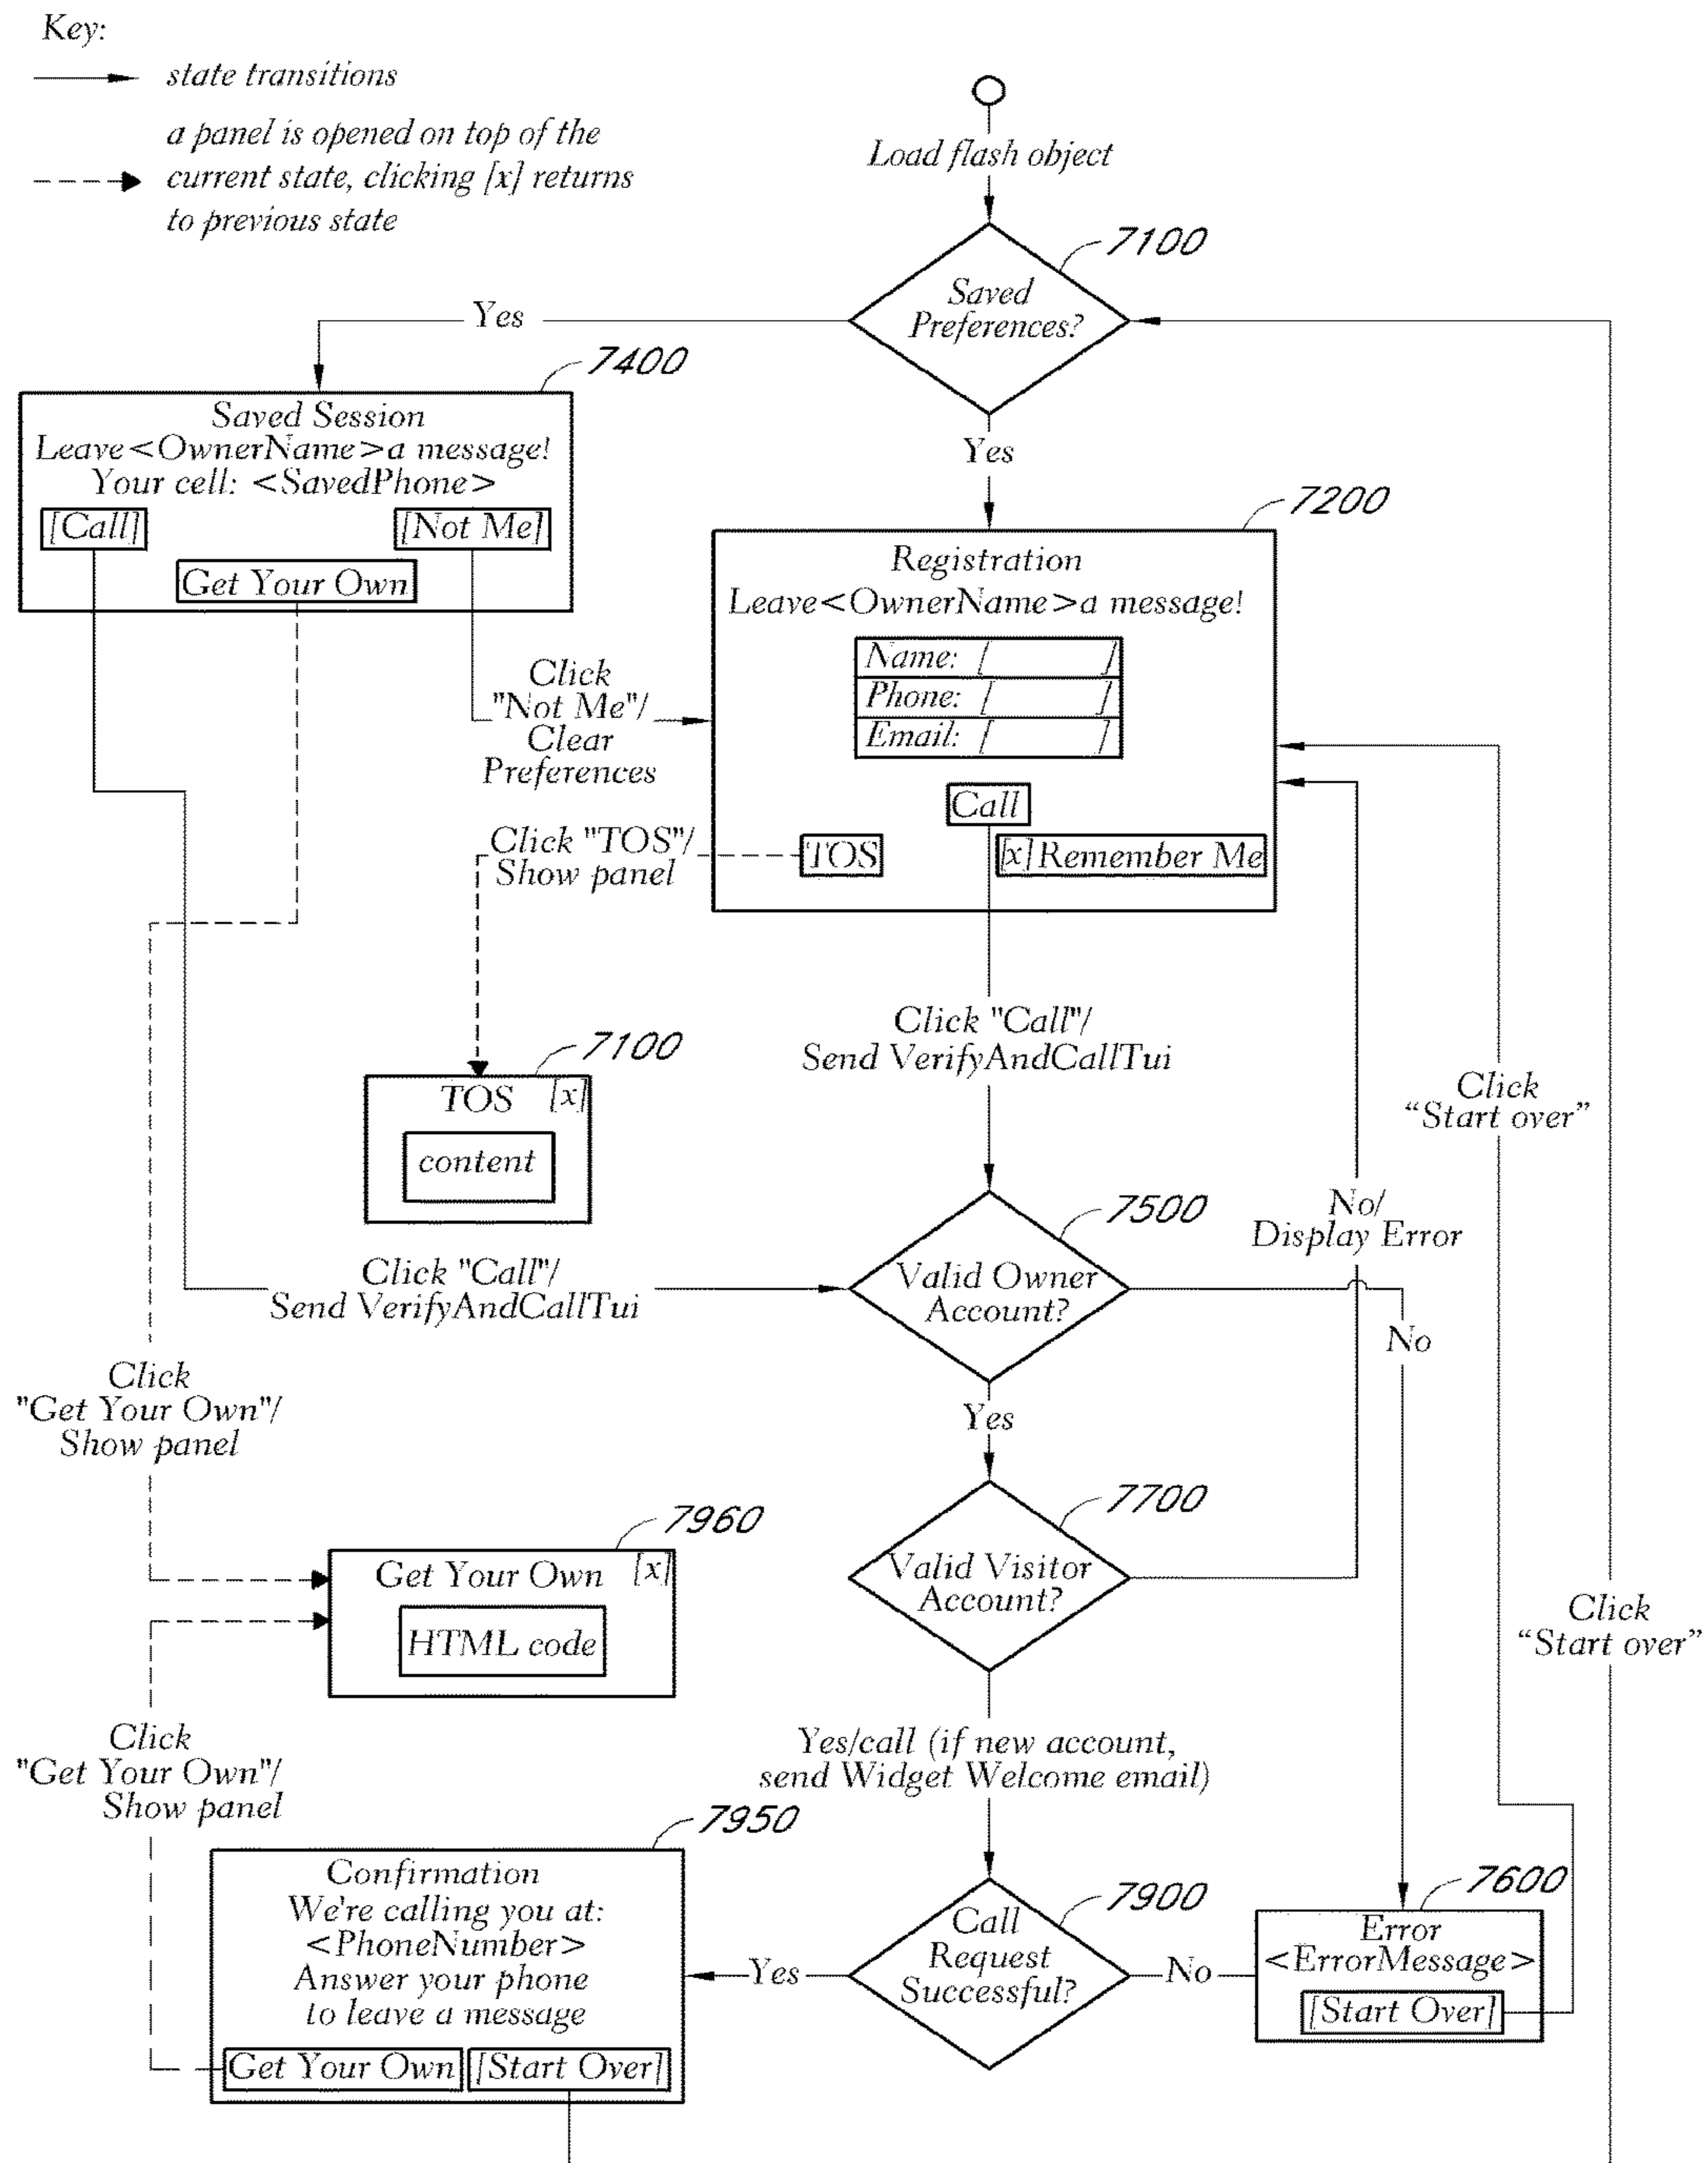 Key:
state transitions
a panel is opened on top of the
current state, clicking [x] returns
to previous state
Load flash object
7100
Saved
Preferences?
Yes
Yes
7400
Saved Session
Leave<OwnerName>a message!
Your cell: <SavedPhone>
[Call]
[Not Me]
Get Your Own
7200
Registration
Leave<OwnerName>a message!
Name: [ ]
Phone: [ ]
Email: [ ]
Call
TOS
[x] Remember Me
Click
"Not Me"/
Clear
Preferences
Click "TOS"/
Show panel
7100
TOS [x]
content
Click "Call"/
Send VerifyAndCallTui
Click
“Start over”
7500
Valid Owner
Account?
No/
Display Error
Click "Call"/
Send VerifyAndCallTui
No
Yes
Click
"Get Your Own"/
Show panel
7700
Valid Visitor
Account?
7960
Get Your Own [x]
HTML code
Click
“Start over”
Click
"Get Your Own"/
Show panel
Yes/call (if new account,
send Widget Welcome email)
7950
Confirmation
We're calling you at:
<PhoneNumber>
Answer your phone
to leave a message
Get Your Own
[Start Over]
7900
Call
Request
Successful?
Yes
No
7600
Error
<ErrorMessage>
[Start Over]